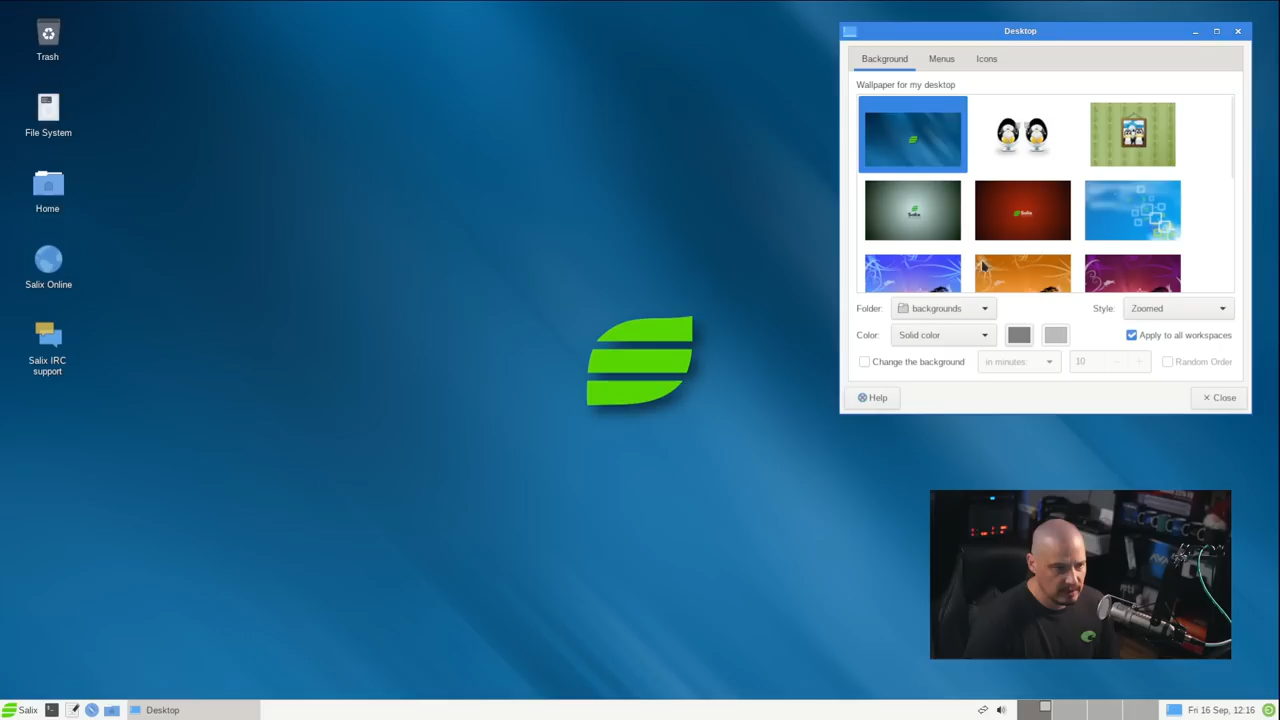 Trash
File System
Home
Salix Online
Salix IRC
support
Desktop
Background Menus Icons
Wallpaper for my desktop
Salix
Salix
Folder: backgrounds Style: Zoomed
Color: Solid color Apply to all workspaces
Change the background in minutes: 10 Random Order
Help Close
Salix Desktop Fri 16 Sep, 12:16